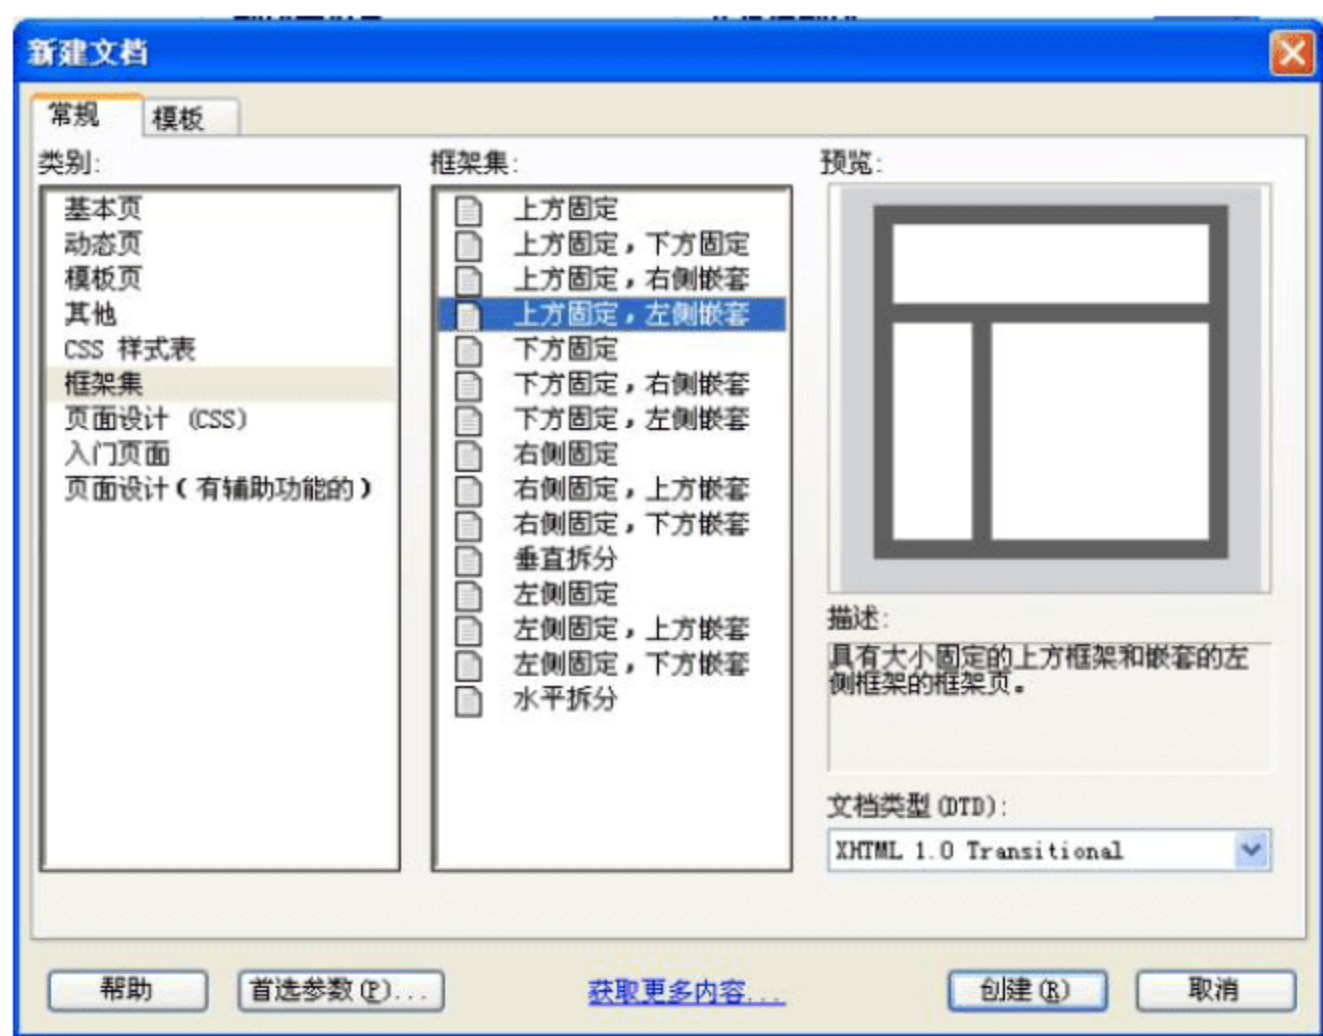 新建文档
常规
模板
类别:
基本页
动态页
模板页
其他
CSS 样式表
框架集
页面设计 (CSS)
入门页面
页面设计(有辅助功能的)
框架集:
上方固定
上方固定,下方固定
上方固定,右侧嵌套
上方固定,左侧嵌套
下方固定
下方固定,右侧嵌套
下方固定,左侧嵌套
右侧固定
右侧固定,上方嵌套
右侧固定,下方嵌套
垂直拆分
左侧固定
左侧固定,上方嵌套
左侧固定,下方嵌套
水平拆分
预览:
描述:
具有大小固定的上方框架和嵌套的左
侧框架的框架页。
文档类型(DTD):
XHTML 1.0 Transitional
帮助
首选参数(P)...
获取更多内容...
创建(R)
取消